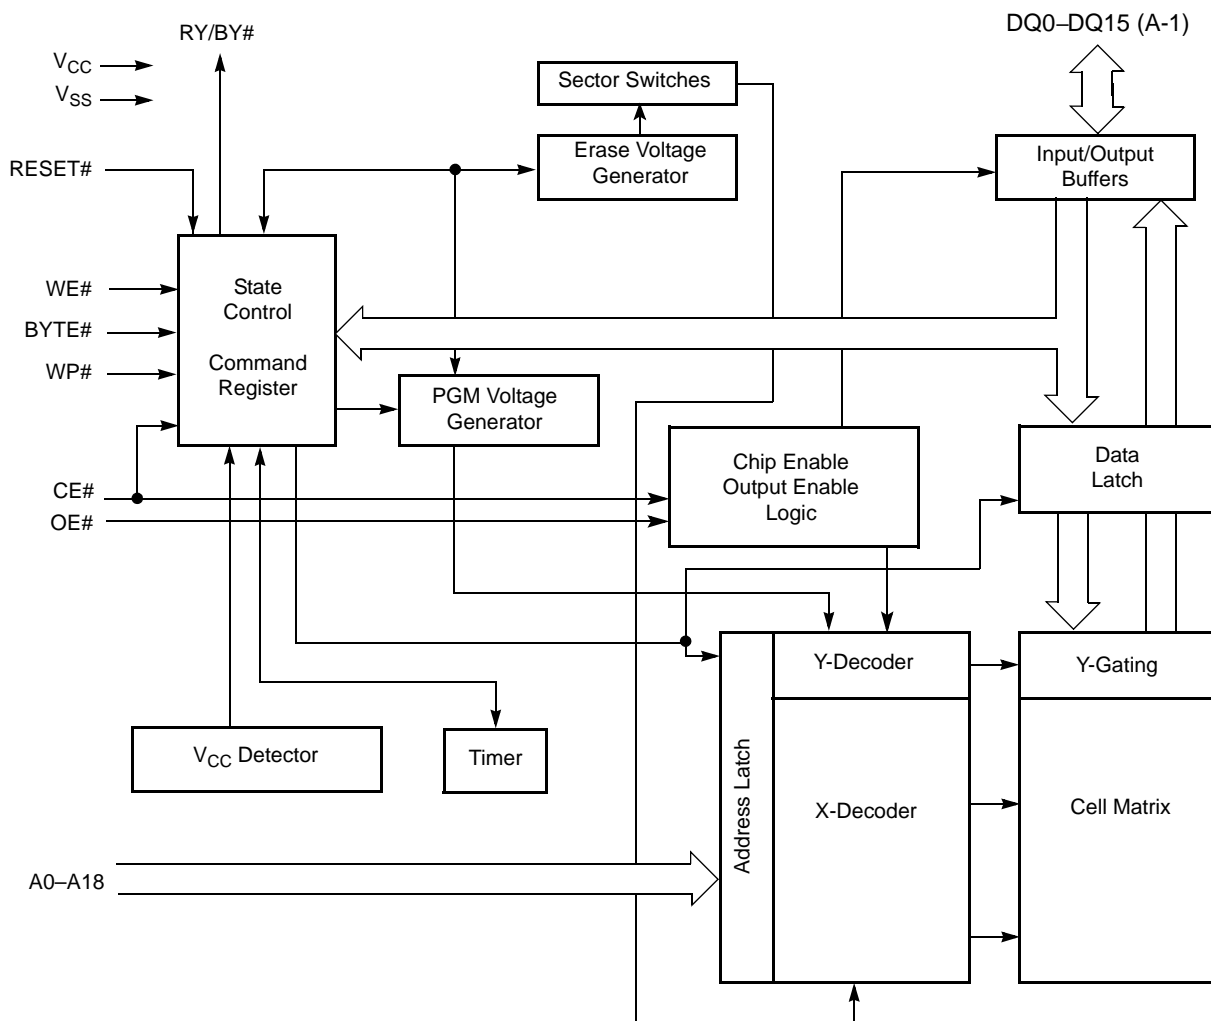 RY/BY#
DQ0–DQ15 (A-1)
VCC
VSS
Sector Switches
RESET#
Erase Voltage
Generator
Input/Output
Buffers
WE#
BYTE#
WP#
State
Control
Command
Register
PGM Voltage
Generator
CE#
OE#
Chip Enable
Output Enable
Logic
Data
Latch
Y-Decoder
Y-Gating
VCC Detector
Timer
Address Latch
X-Decoder
Cell Matrix
A0–A18